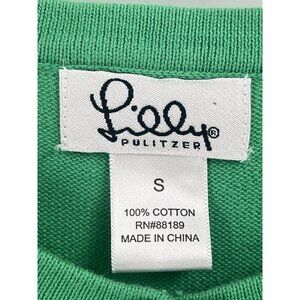 Lilly®
PULITZER
S
100% COTTON
RN#88189
MADE IN CHINA